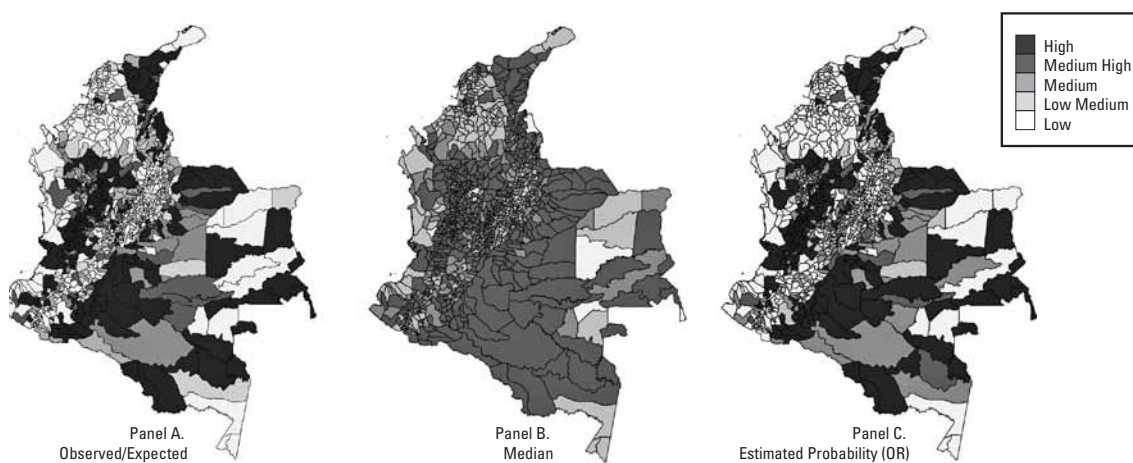 High
Medium High
Medium
Low Medium
Low
Panel A.
Observed/Expected
Panel B.
Median
Panel C.
Estimated Probability (OR)